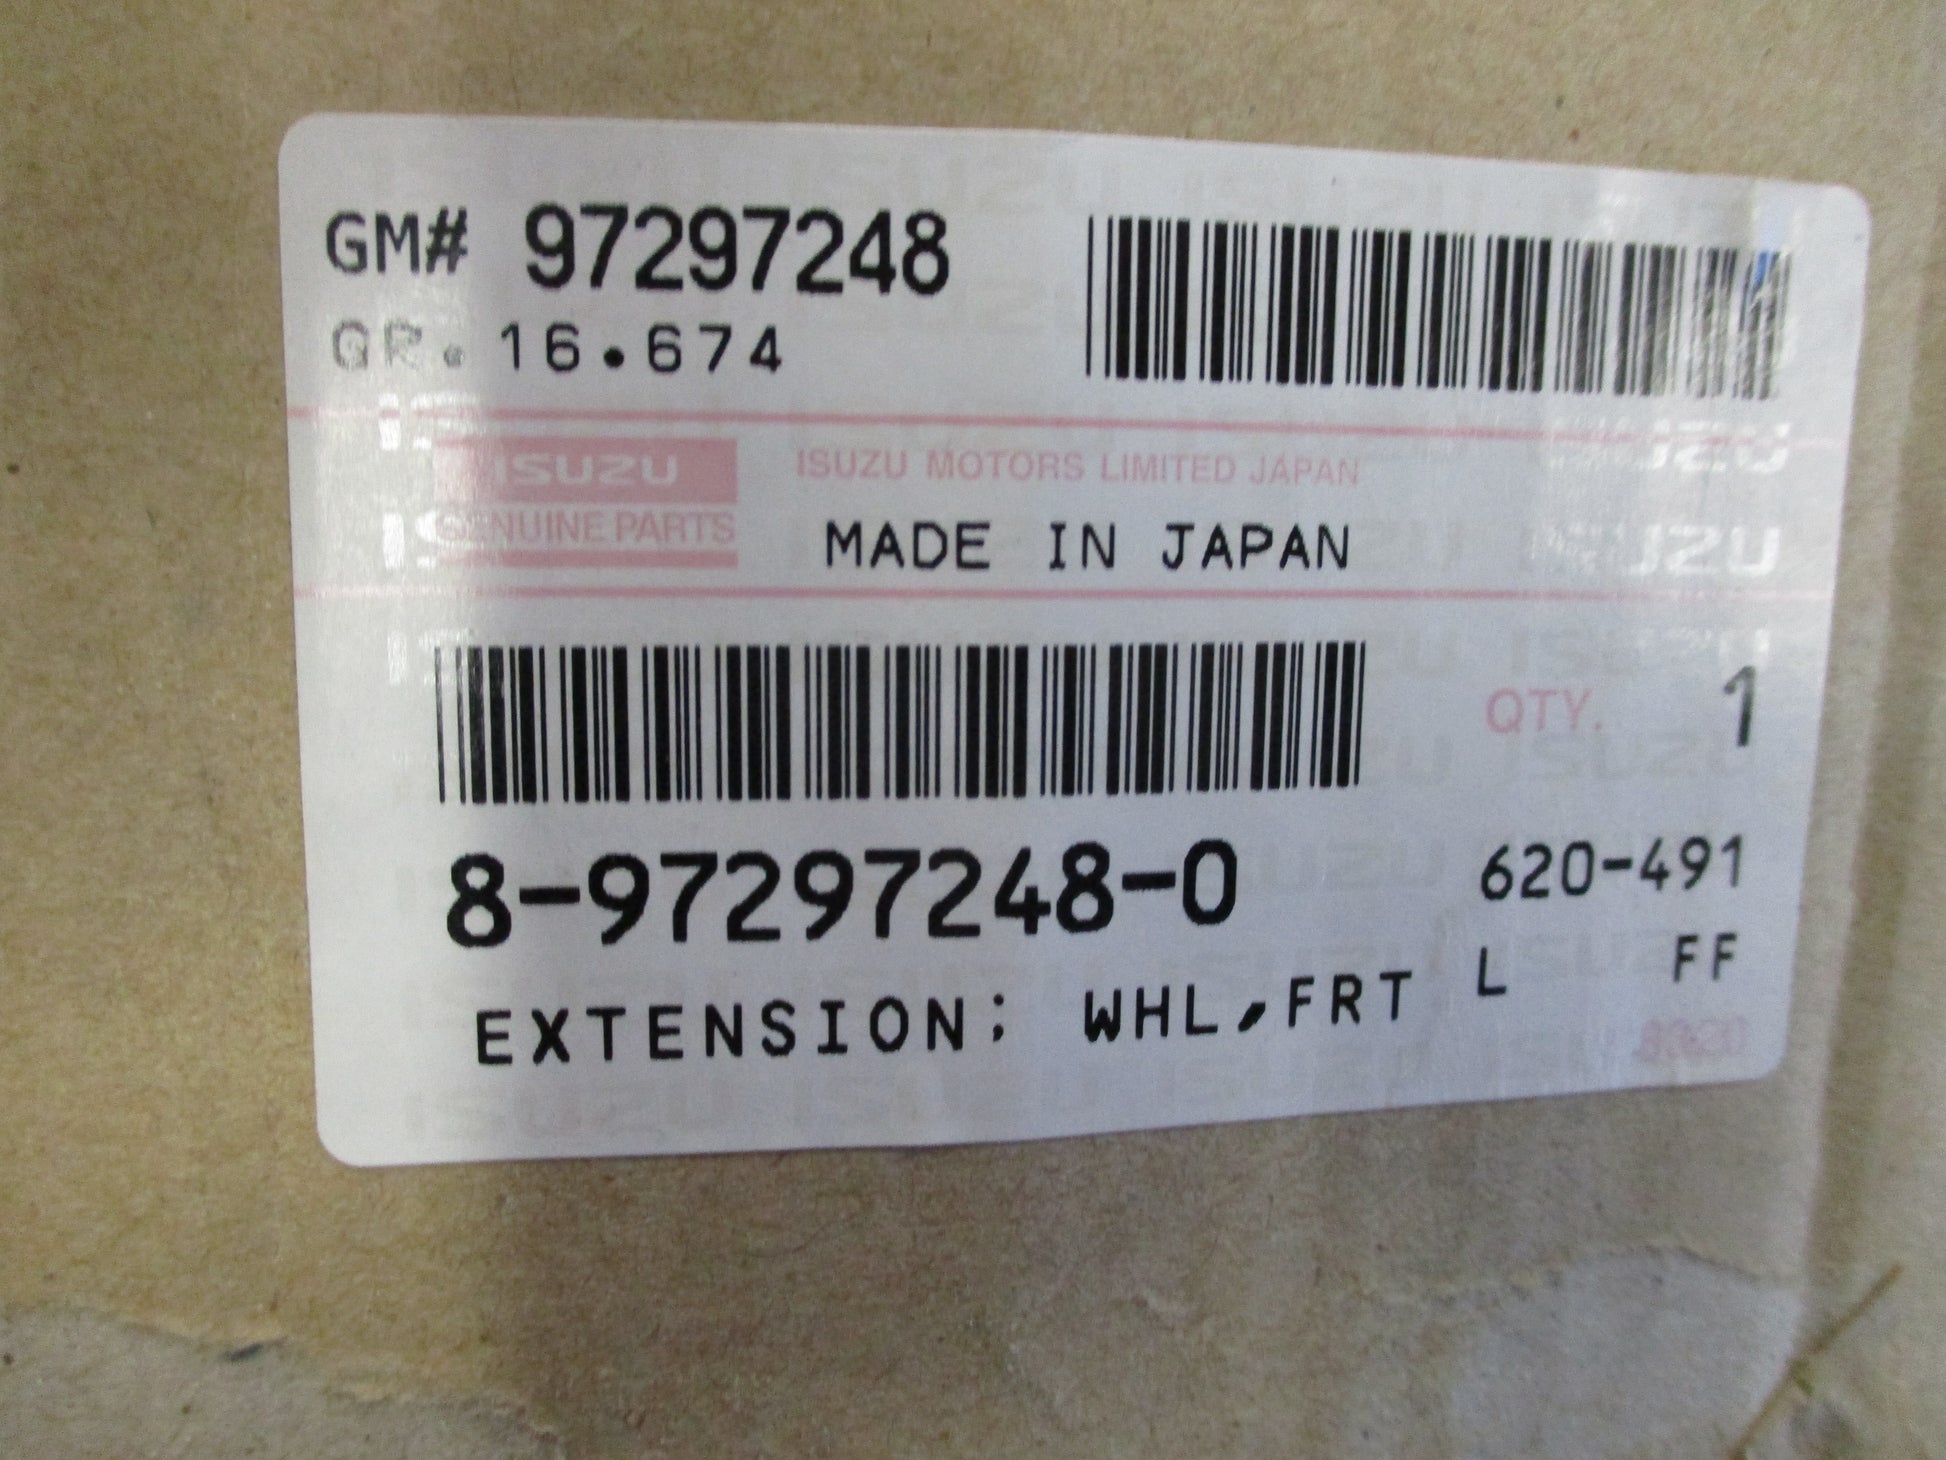 GM# 97297248
GR. 16.674
ISUZU
GENUINE PARTS
ISUZU MOTORS LIMITED JAPAN
MADE IN JAPAN
QTY. 1
8-97297248-0
620-491
EXTENSION; WHL,FRT
L FF